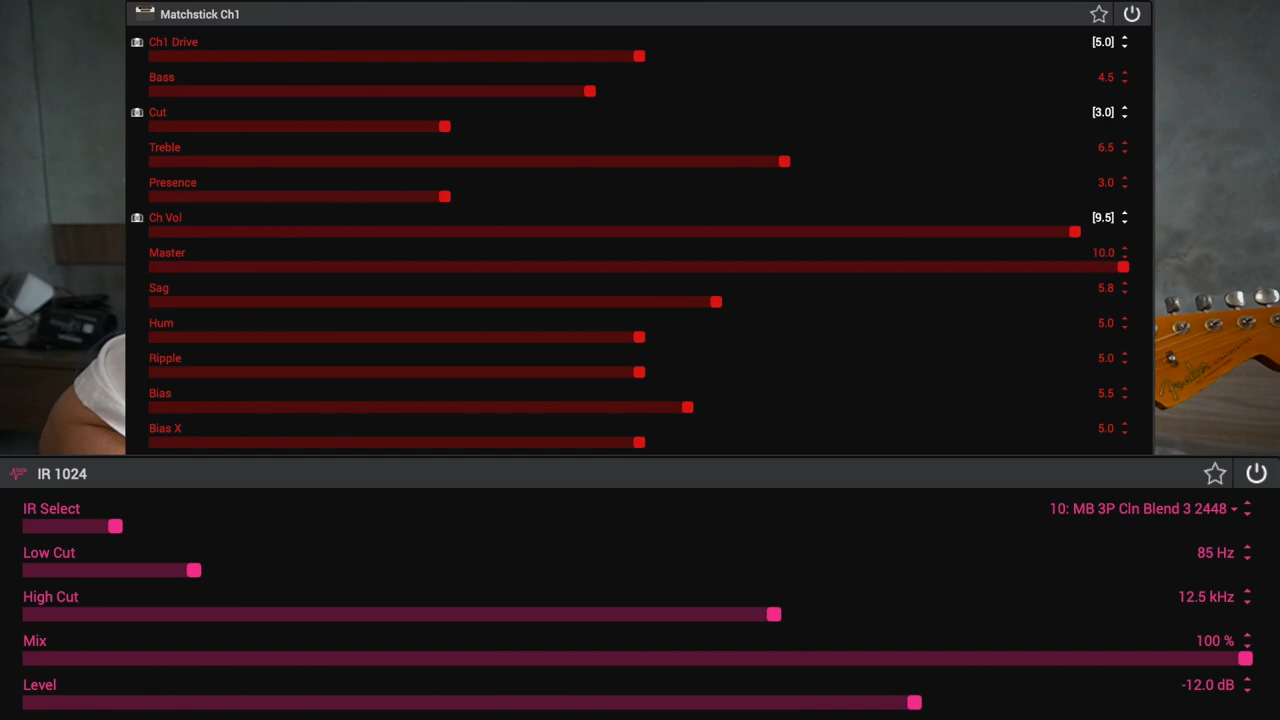 Matchstick Ch1
Ch1 Drive [5.0]
Bass 4.5
Cut [3.0]
Treble 6.5
Presence 3.0
Ch Vol [9.5]
Master 10.0
Sag 5.8
Hum 5.0
Ripple 5.0
Bias 5.5
Bias X 5.0
Fender
IR 1024
IR Select 10: MB 3P Cln Blend 3 2448
Low Cut 85 Hz
High Cut 12.5 kHz
Mix 100 %
Level -12.0 dB